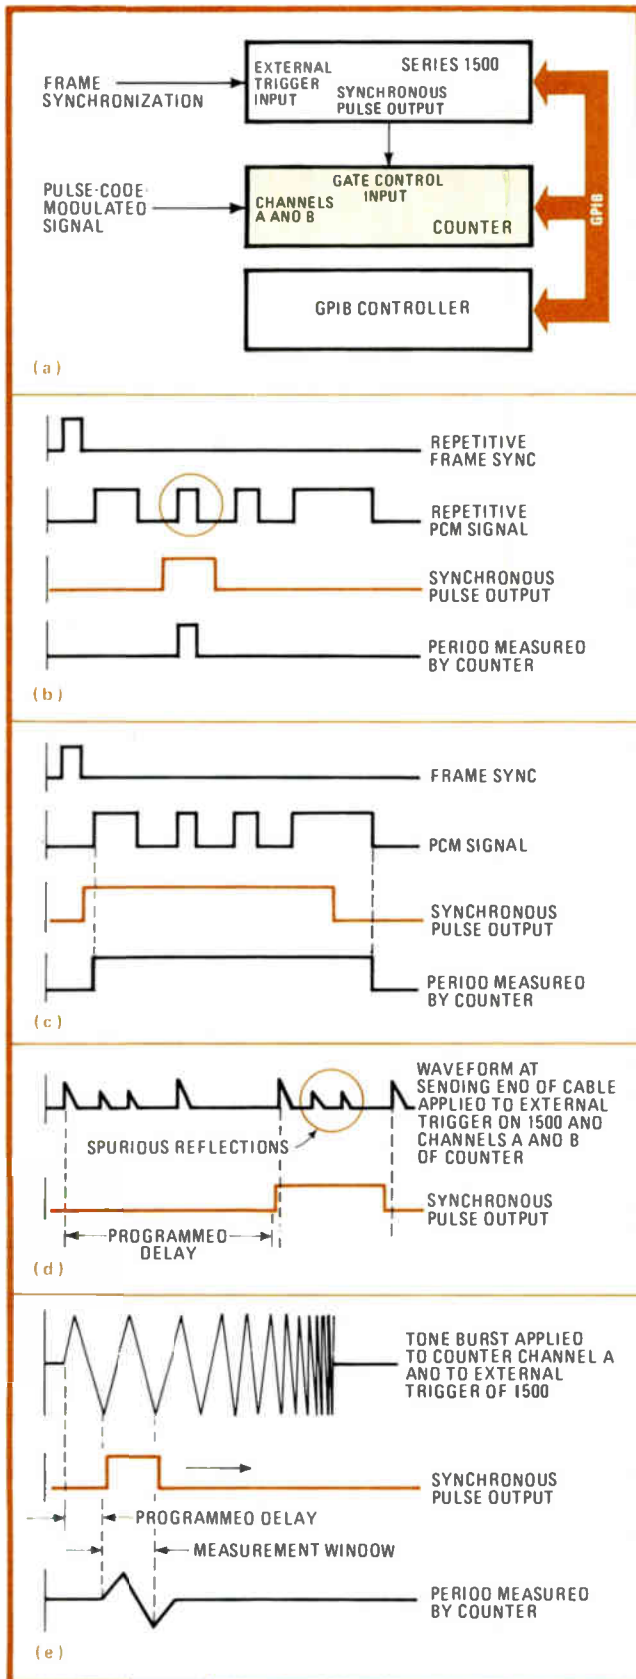 FRAME
SYNCHRONIZATION
EXTERNAL
TRIGGER
INPUT
SERIES 1500
SYNCHRONOUS
PULSE OUTPUT
PULSE-CODE-
MODULATED
SIGNAL
GATE CONTROL
INPUT
CHANNELS
A AND B
COUNTER
GPIB CONTROLLER
GPIB
(a)
REPETITIVE
FRAME SYNC
REPETITIVE
PCM SIGNAL
SYNCHRONOUS
PULSE OUTPUT
PERIOD MEASURED
BY COUNTER
(b)
FRAME SYNC
PCM SIGNAL
SYNCHRONOUS
PULSE OUTPUT
PERIOD MEASURED
BY COUNTER
(c)
WAVEFORM AT
SENDING END OF CABLE
APPLIED TO EXTERNAL
TRIGGER ON 1500 AND
CHANNELS A AND B
OF COUNTER
SPURIOUS REFLECTIONS
SYNCHRONOUS
PULSE OUTPUT
PROGRAMMED
DELAY
(d)
TONE BURST APPLIED
TO COUNTER CHANNEL A
AND TO EXTERNAL
TRIGGER OF 1500
SYNCHRONOUS
PULSE OUTPUT
PROGRAMMED DELAY
MEASUREMENT WINDOW
PERIOD MEASURED
BY COUNTER
(e)